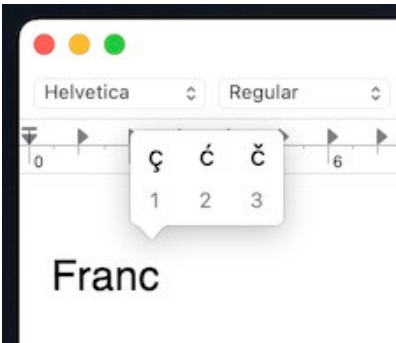 Helvetica Regular
0 6
ç ć č
1 2 3
Franc